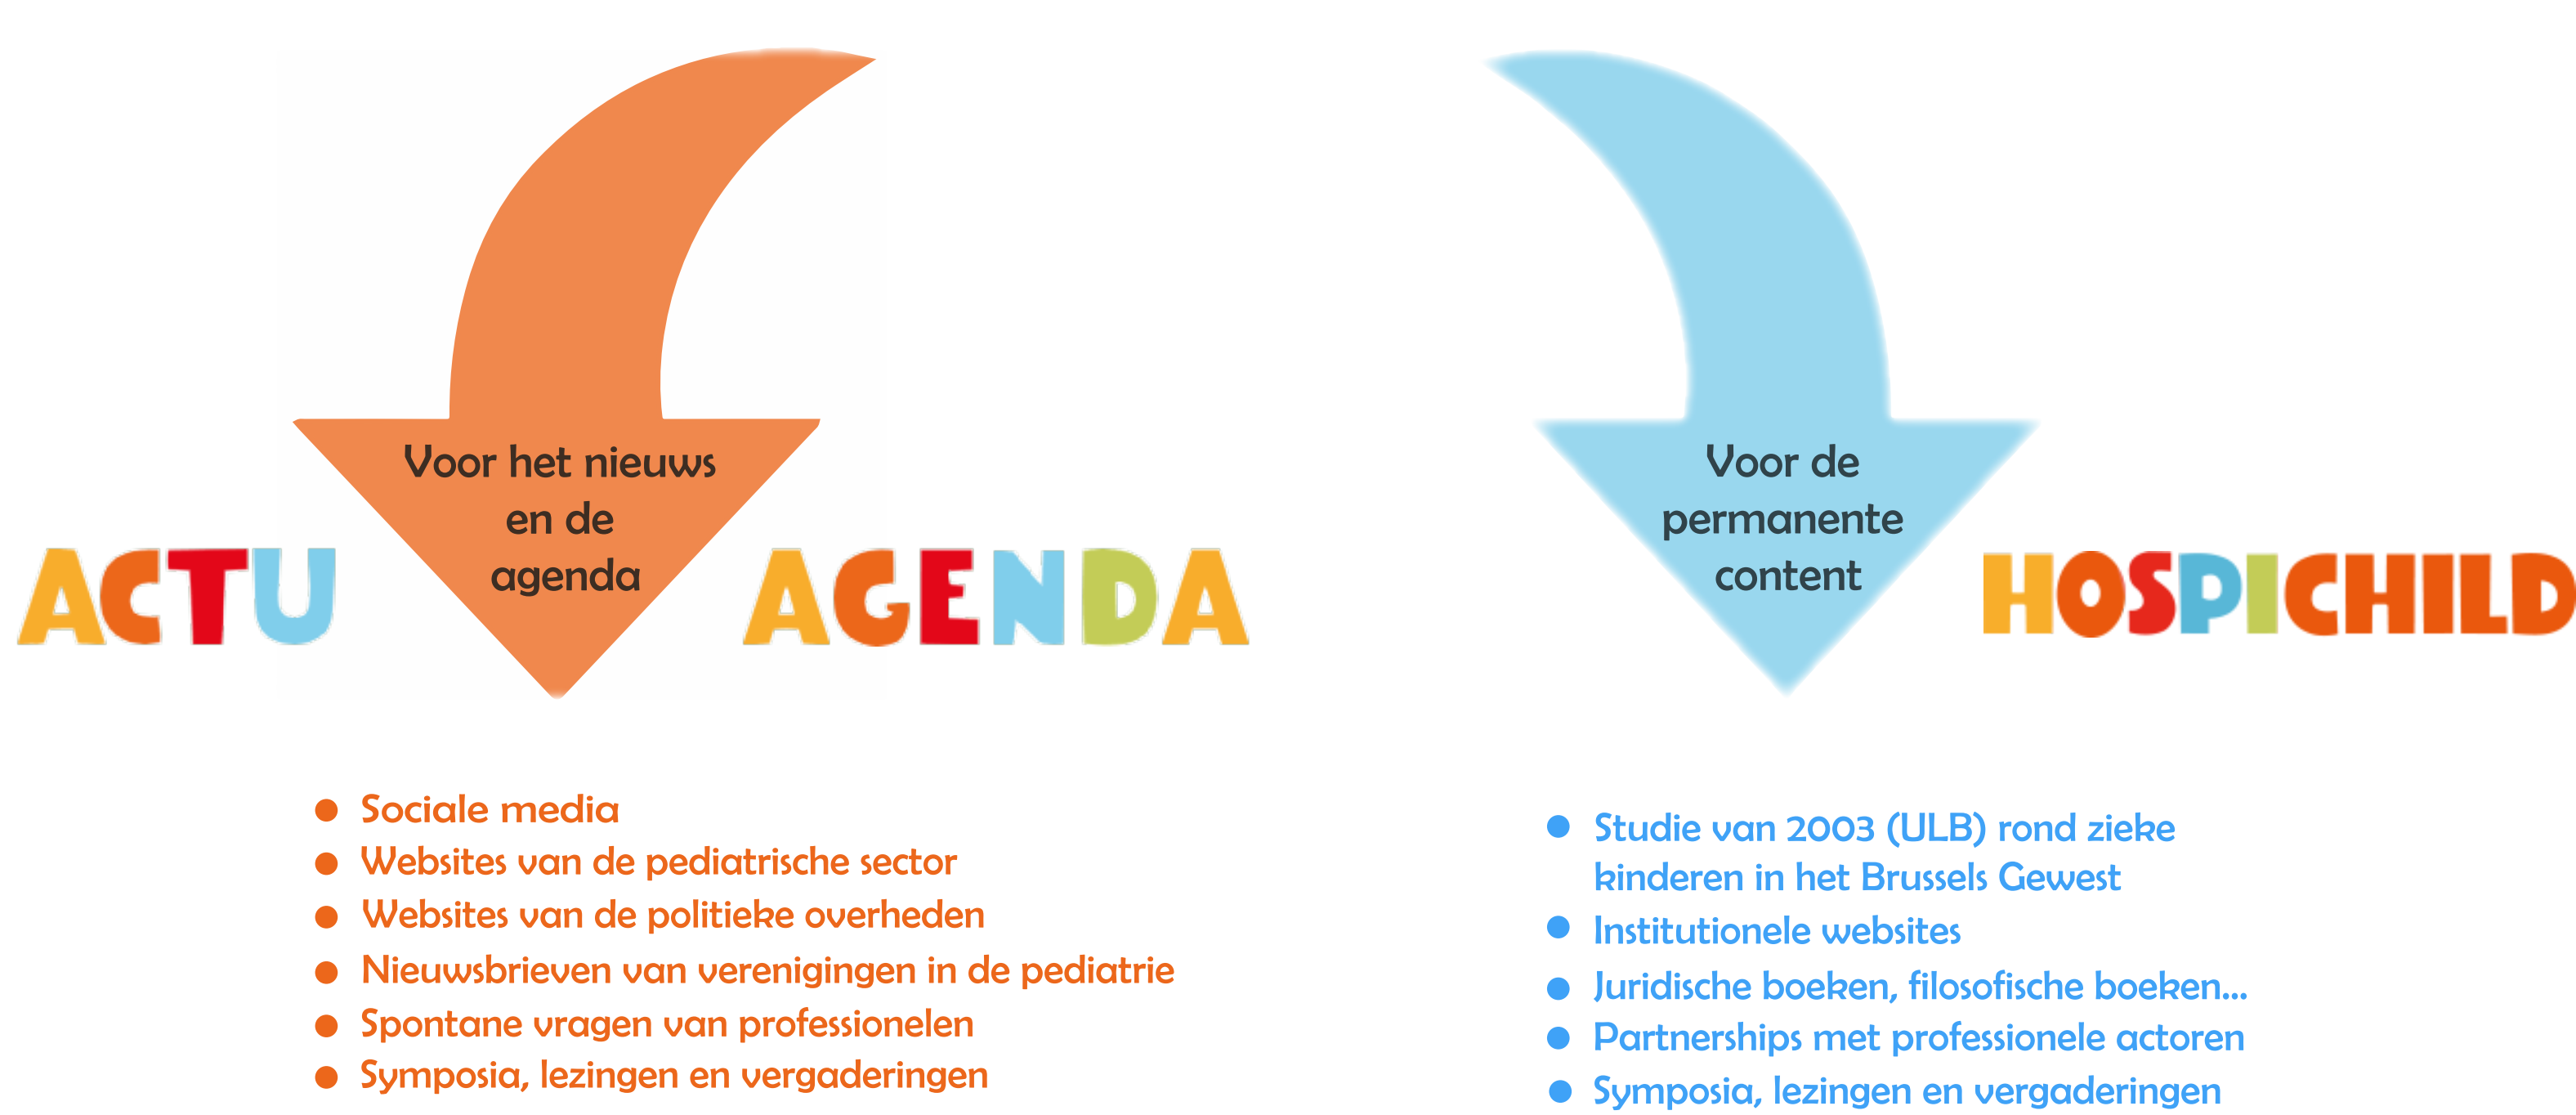 Voor het nieuws
en de
agenda
ACTU
AGENDA
Sociale media
Websites van de pediatrische sector
Websites van de politieke overheden
Nieuwsbrieven van verenigingen in de pediatrie
Spontane vragen van professionelen
Symposia, lezingen en vergaderingen
Voor de
permanente
content
HOSPICHILD
Studie van 2003 (ULB) rond zieke
kinderen in het Brussels Gewest
Institutionele websites
Juridische boeken, filosofische boeken...
Partnerships met professionele actoren
Symposia, lezingen en vergaderingen